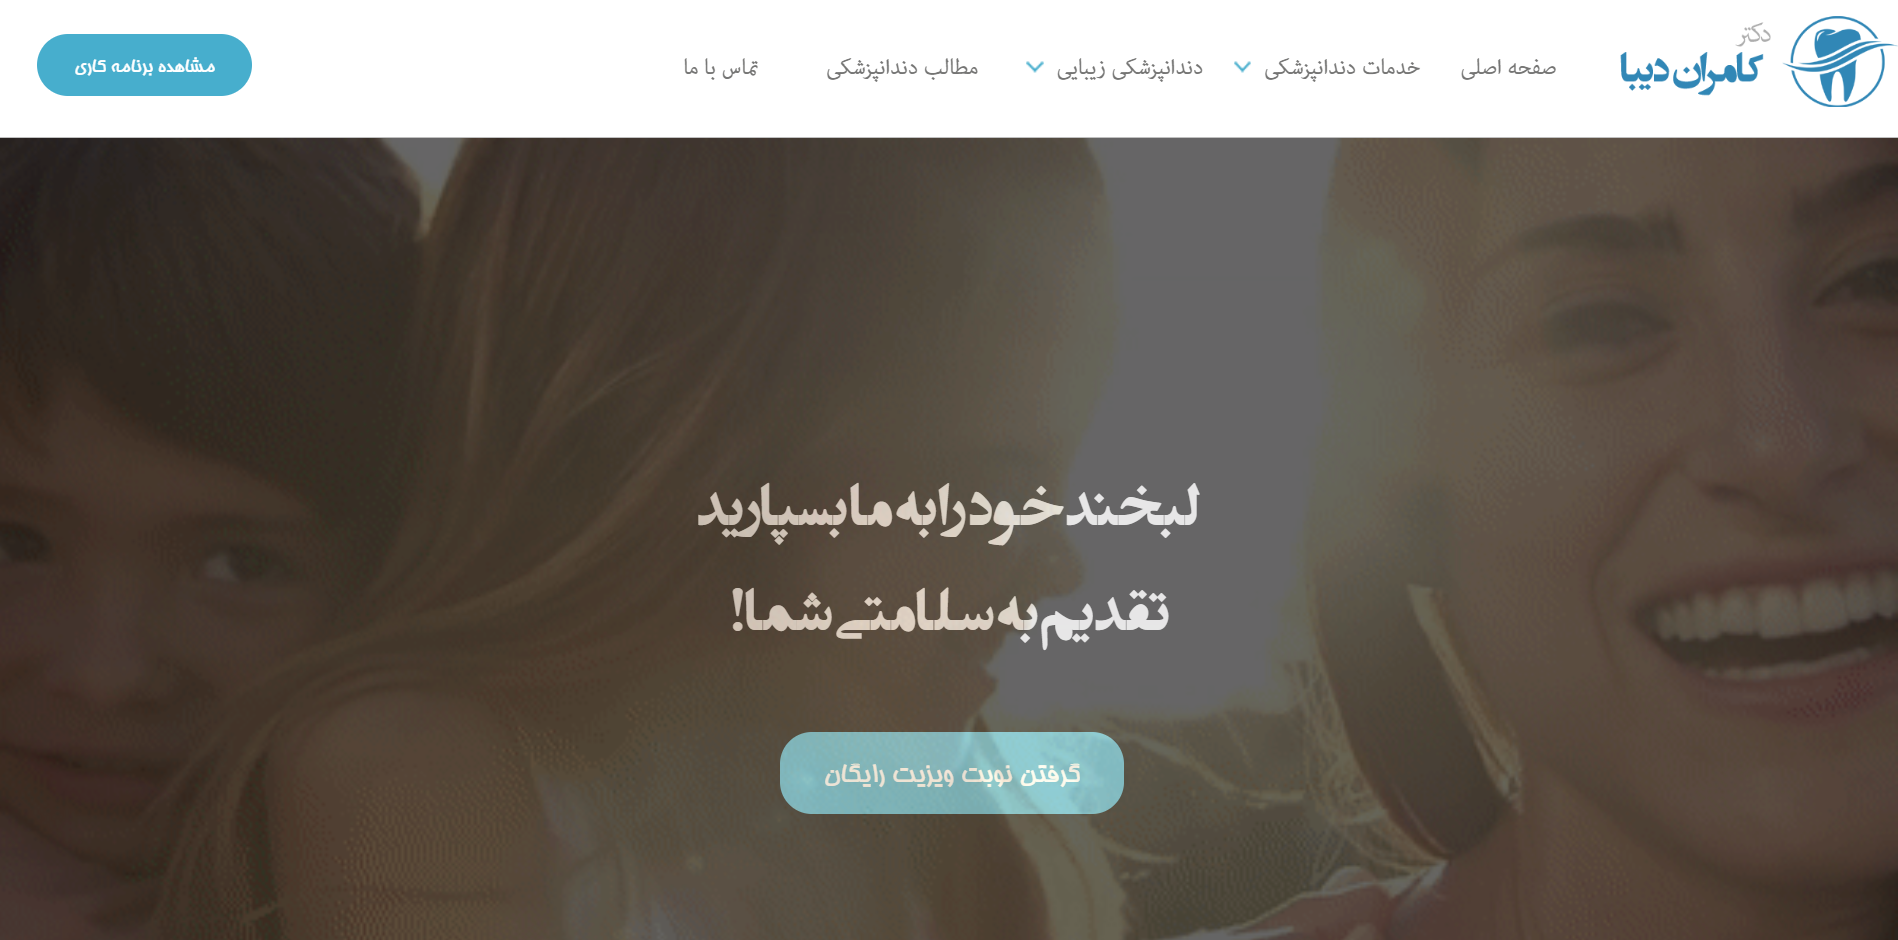 دکتر
کامران دیبا
صفحه اصلی
خدمات دندانپزشکی
دندانپزشکی زیبایی
مطالب دندانپزشکی
تماس با ما
مشاهده برنامه کاری
لبخند خود را به ما بسپارید
تقدیم به سلامتی شما!
گرفتن نوبت ویزیت رایگان